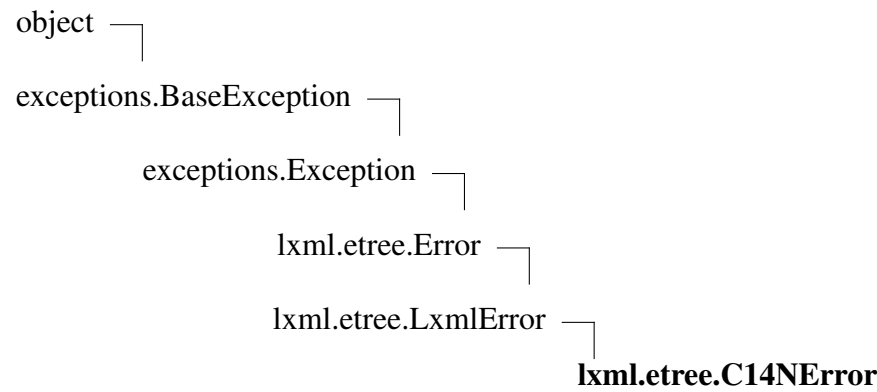 object
exceptions.BaseException
exceptions.Exception
lxml.etree.Error
lxml.etree.LxmlError
lxml.etree.C14NError